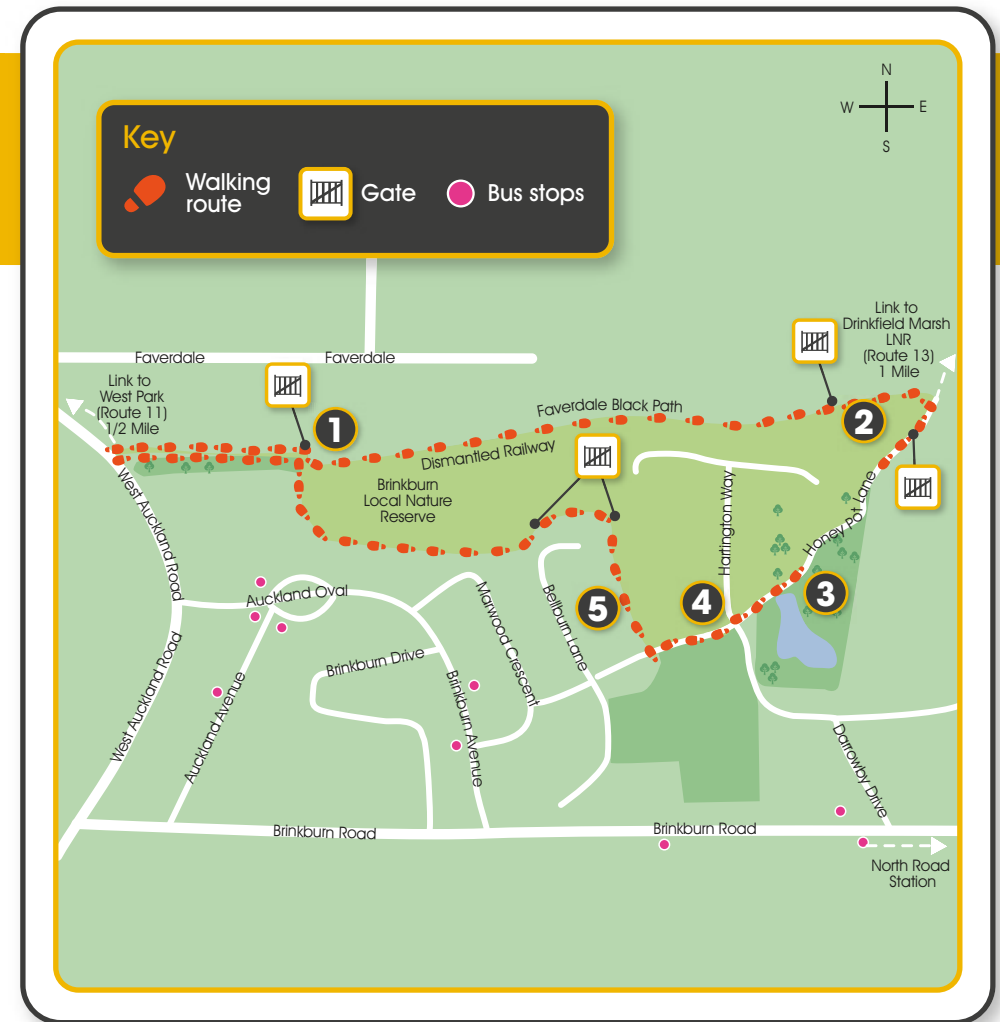 N
W E
S
Key
Walking
route
Gate
Bus stops
Faverdale
Faverdale
Link to
West Park
(Route 11)
1/2 Mile
Link to
Drinkfield Marsh
LNR
(Route 13)
1 Mile
1
2
Faverdale Black Path
Dismantled Railway
Brinkburn
Local Nature
Reserve
Hartington Way
Honey Pot Lane
West Auckland Road
Auckland Oval
Marwood Crescent
Bellburn Lane
5
4
3
Brinkburn Drive
West Auckland Road
Auckland Avenue
Brinkburn Avenue
Darrowby Drive
Brinkburn Road
Brinkburn Road
North Road
Station